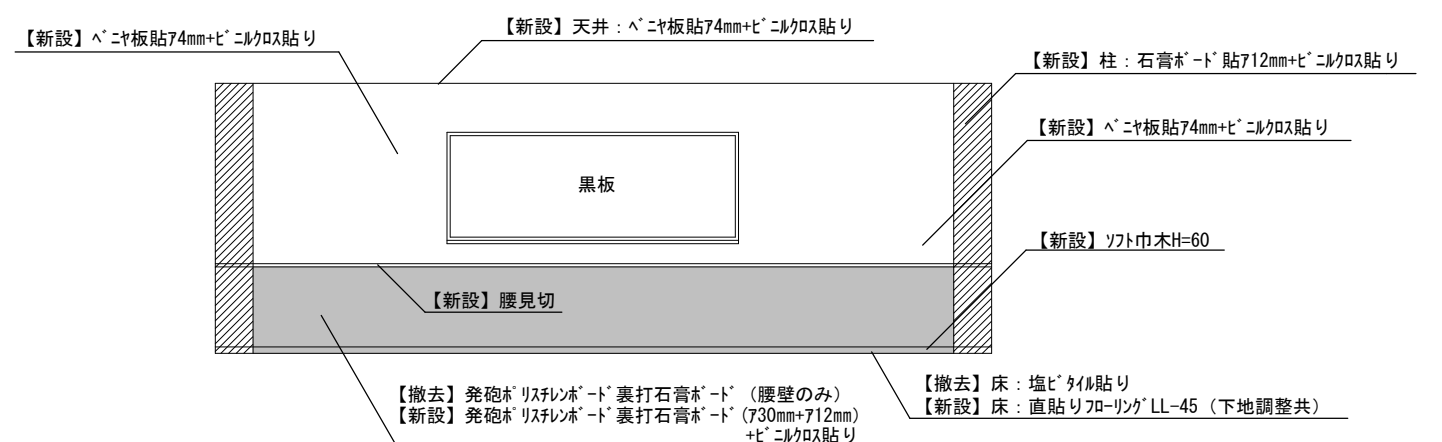 【新設】天井：ﾍﾞﾆﾔ板貼ｱ4mm+ﾋﾞﾆﾙｸﾛｽ貼り
【新設】ﾍﾞﾆﾔ板貼ｱ4mm+ﾋﾞﾆﾙｸﾛｽ貼り
【新設】柱：石膏ﾎﾞｰﾄﾞ貼ｱ12mm+ﾋﾞﾆﾙｸﾛｽ貼り
【新設】ﾍﾞﾆﾔ板貼ｱ4mm+ﾋﾞﾆﾙｸﾛｽ貼り
黒板
【新設】ｿﾌﾄ巾木H=60
【新設】腰見切
【撤去】発砲ﾎﾟﾘｽﾁﾚﾝﾎﾞｰﾄﾞ裏打石膏ﾎﾞｰﾄﾞ（腰壁のみ）
【新設】発砲ﾎﾟﾘｽﾁﾚﾝﾎﾞｰﾄﾞ裏打石膏ﾎﾞｰﾄﾞ(ｱ30mm+ｱ12mm)
+ﾋﾞﾆﾙｸﾛｽ貼り
【撤去】床：塩ﾋﾞﾀｲﾙ貼り
【新設】床：直貼りﾌﾛｰﾘﾝｸﾞLL-45（下地調整共）